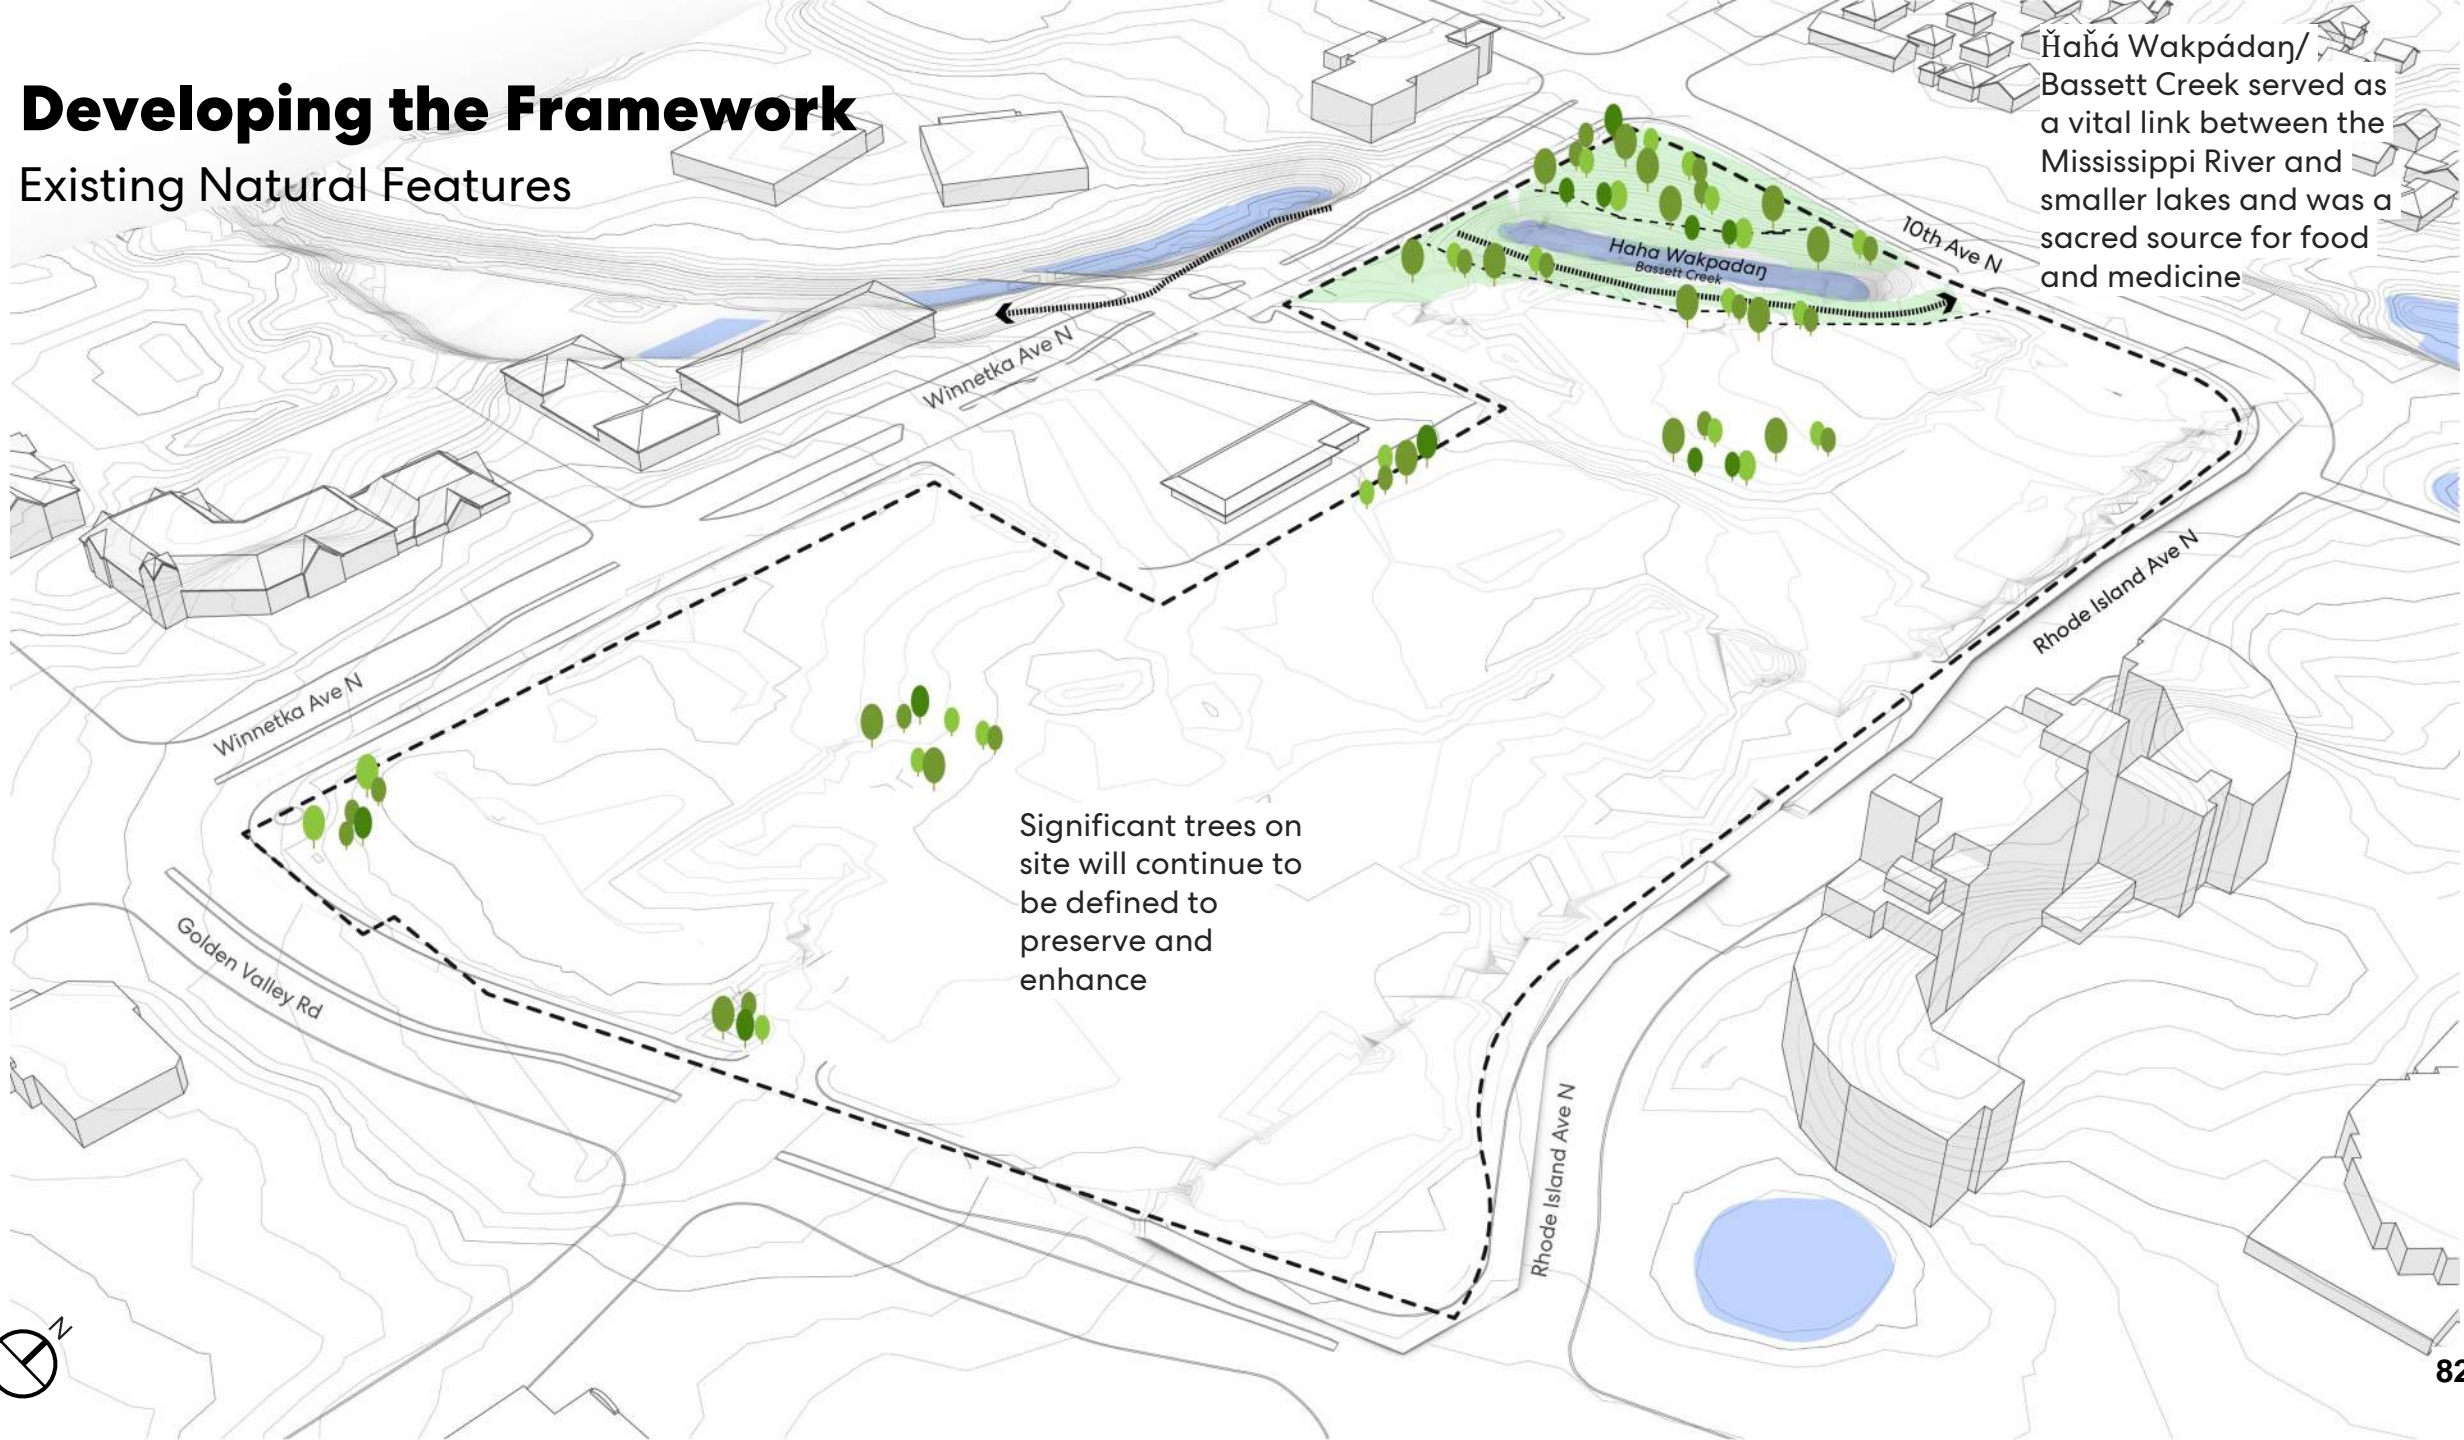 Developing the Framework
Existing Natural Features
Ȟaȟá Wakpádaŋ/
Bassett Creek served as
a vital link between the
Mississippi River and
smaller lakes and was a
sacred source for food
and medicine
10th Ave N
Haha Wakpadaŋ
Bassett Creek
Winnetka Ave N
Rhode Island Ave N
Winnetka Ave N
Significant trees on
site will continue to
be defined to
preserve and
enhance
Golden Valley Rd
Rhode Island Ave N
N
82